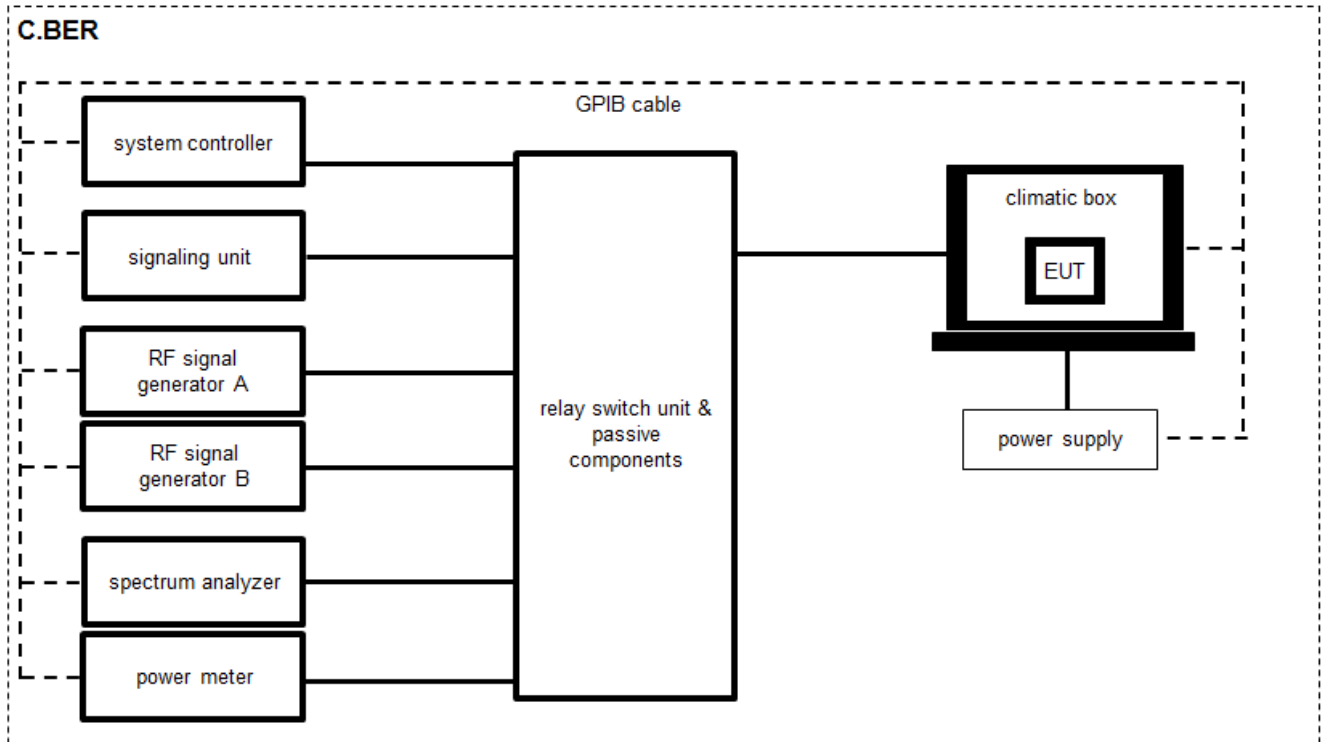 C.BER
GPIB cable
system controller
signaling unit
RF signal
generator A
RF signal
generator B
spectrum analyzer
power meter
relay switch unit &
passive
components
climatic box
EUT
power supply